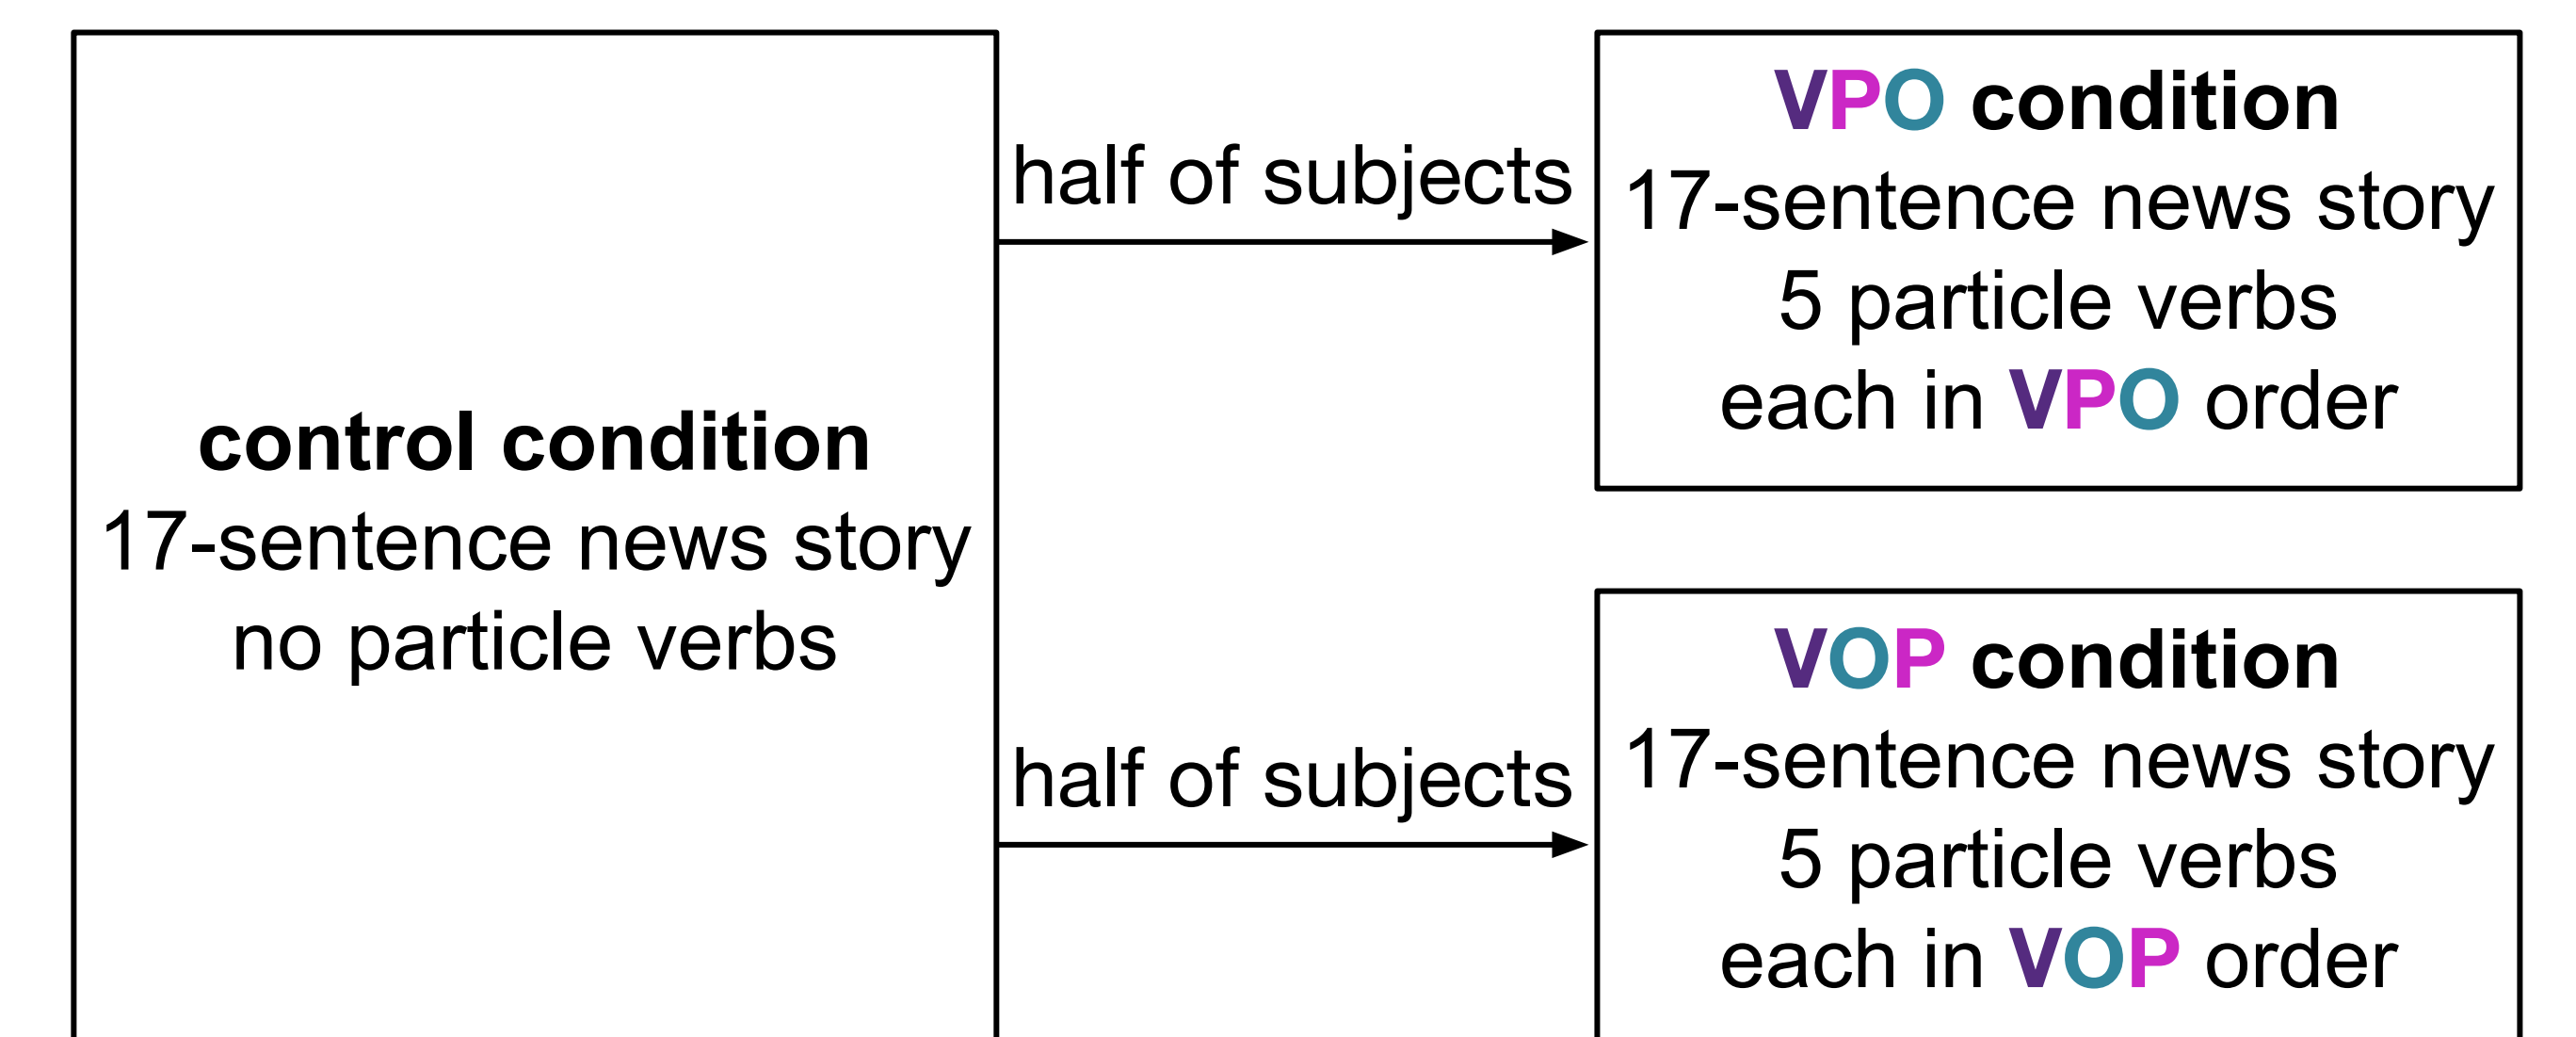 control condition
17-sentence news story
no particle verbs
half of subjects
VPO condition
17-sentence news story
5 particle verbs
each in VPO order
half of subjects
VOP condition
17-sentence news story
5 particle verbs
each in VOP order